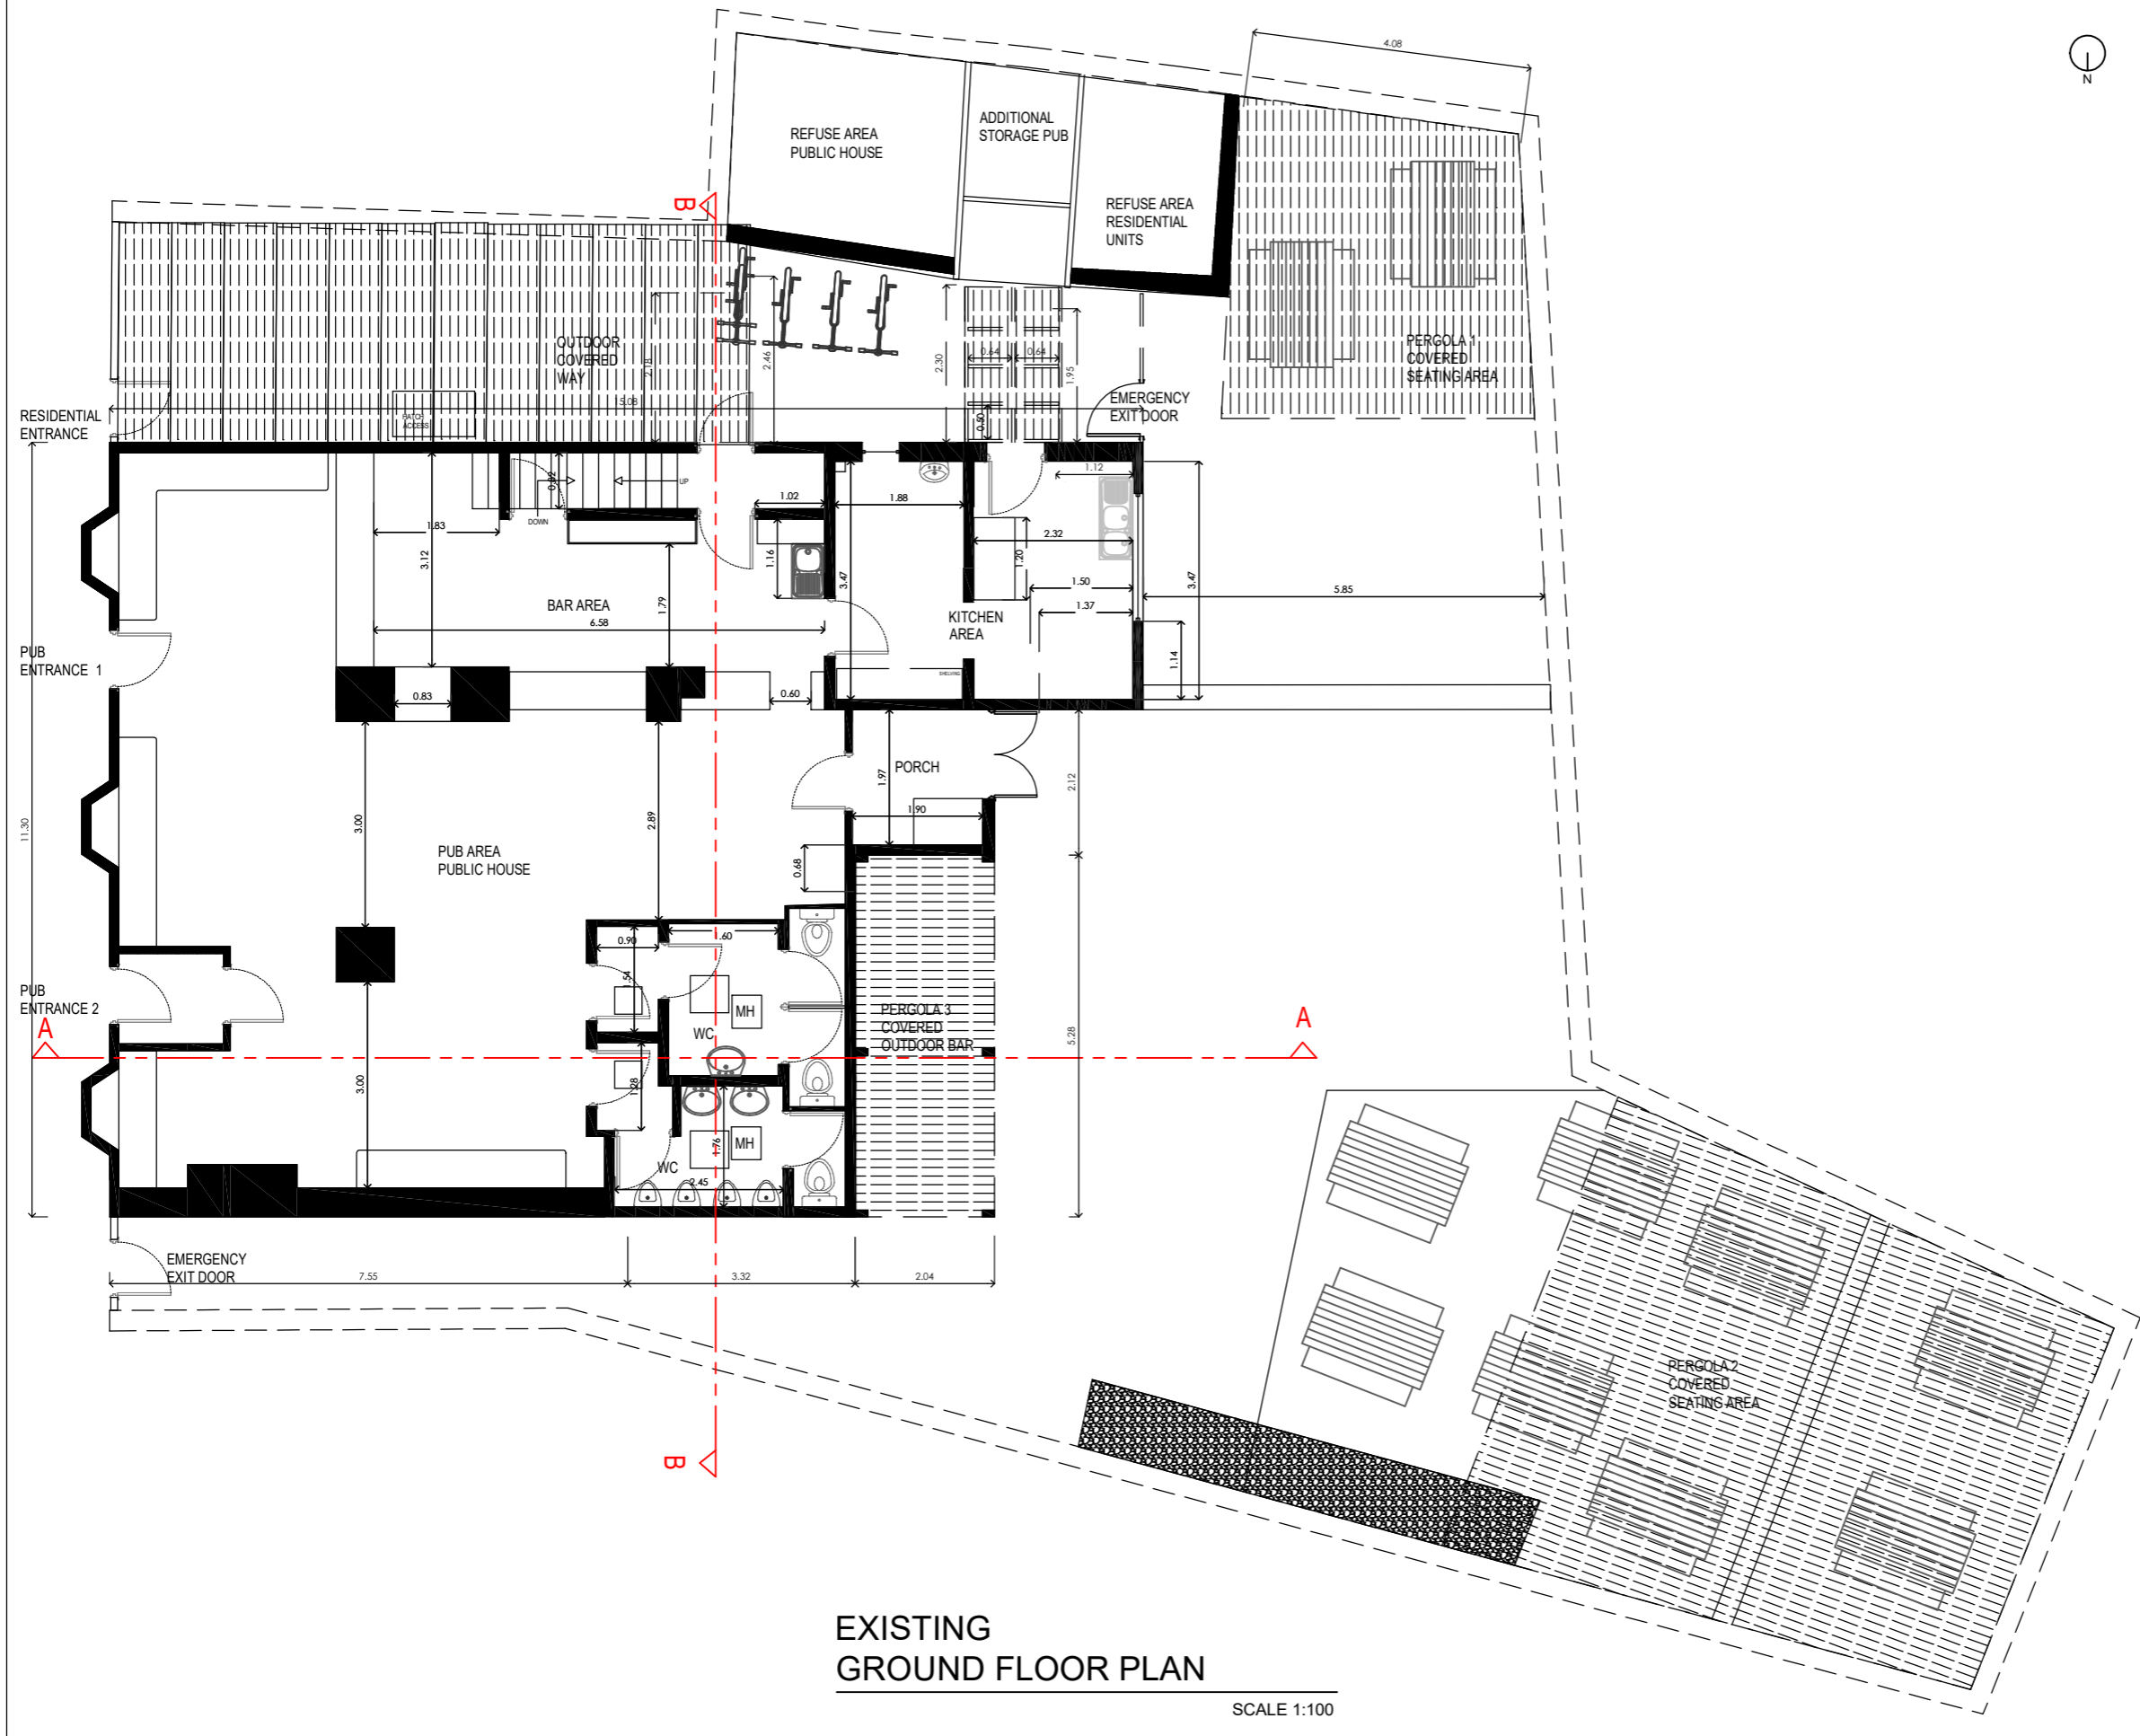 4.08
N
REFUSE AREA
PUBLIC HOUSE
ADDITIONAL
STORAGE PUB
REFUSE AREA
RESIDENTIAL
UNITS
B
OUTDOOR
COVERED
WAY
2.18
2.46
2.30
0.64
0.64
1.95
0.50
PERGOLA 1
COVERED
SEATING AREA
RESIDENTIAL
ENTRANCE
HATCH
ACCESS
15.08
EMERGENCY
EXIT DOOR
0.92
UP
DOWN
1.02
1.88
1.12
1.83
3.12
1.16
2.32
1.20
3.47
3.47
1.50
5.85
BAR AREA
1.79
6.58
KITCHEN
AREA
1.37
1.14
PUB
ENTRANCE 1
SHELVING
0.83
0.60
PORCH
1.97
2.12
1.90
11.30
3.00
2.89
PUB AREA
PUBLIC HOUSE
0.68
0.90
1.60
1.54
MH
WC
PUB
ENTRANCE 2
PERGOLA 3
COVERED
OUTDOOR BAR
A
A
5.28
3.00
1.28
1.76
MH
WC
2.45
EMERGENCY
EXIT DOOR
7.55
3.32
2.04
PERGOLA 2
COVERED
SEATING AREA
B
EXISTING
GROUND FLOOR PLAN
SCALE 1:100